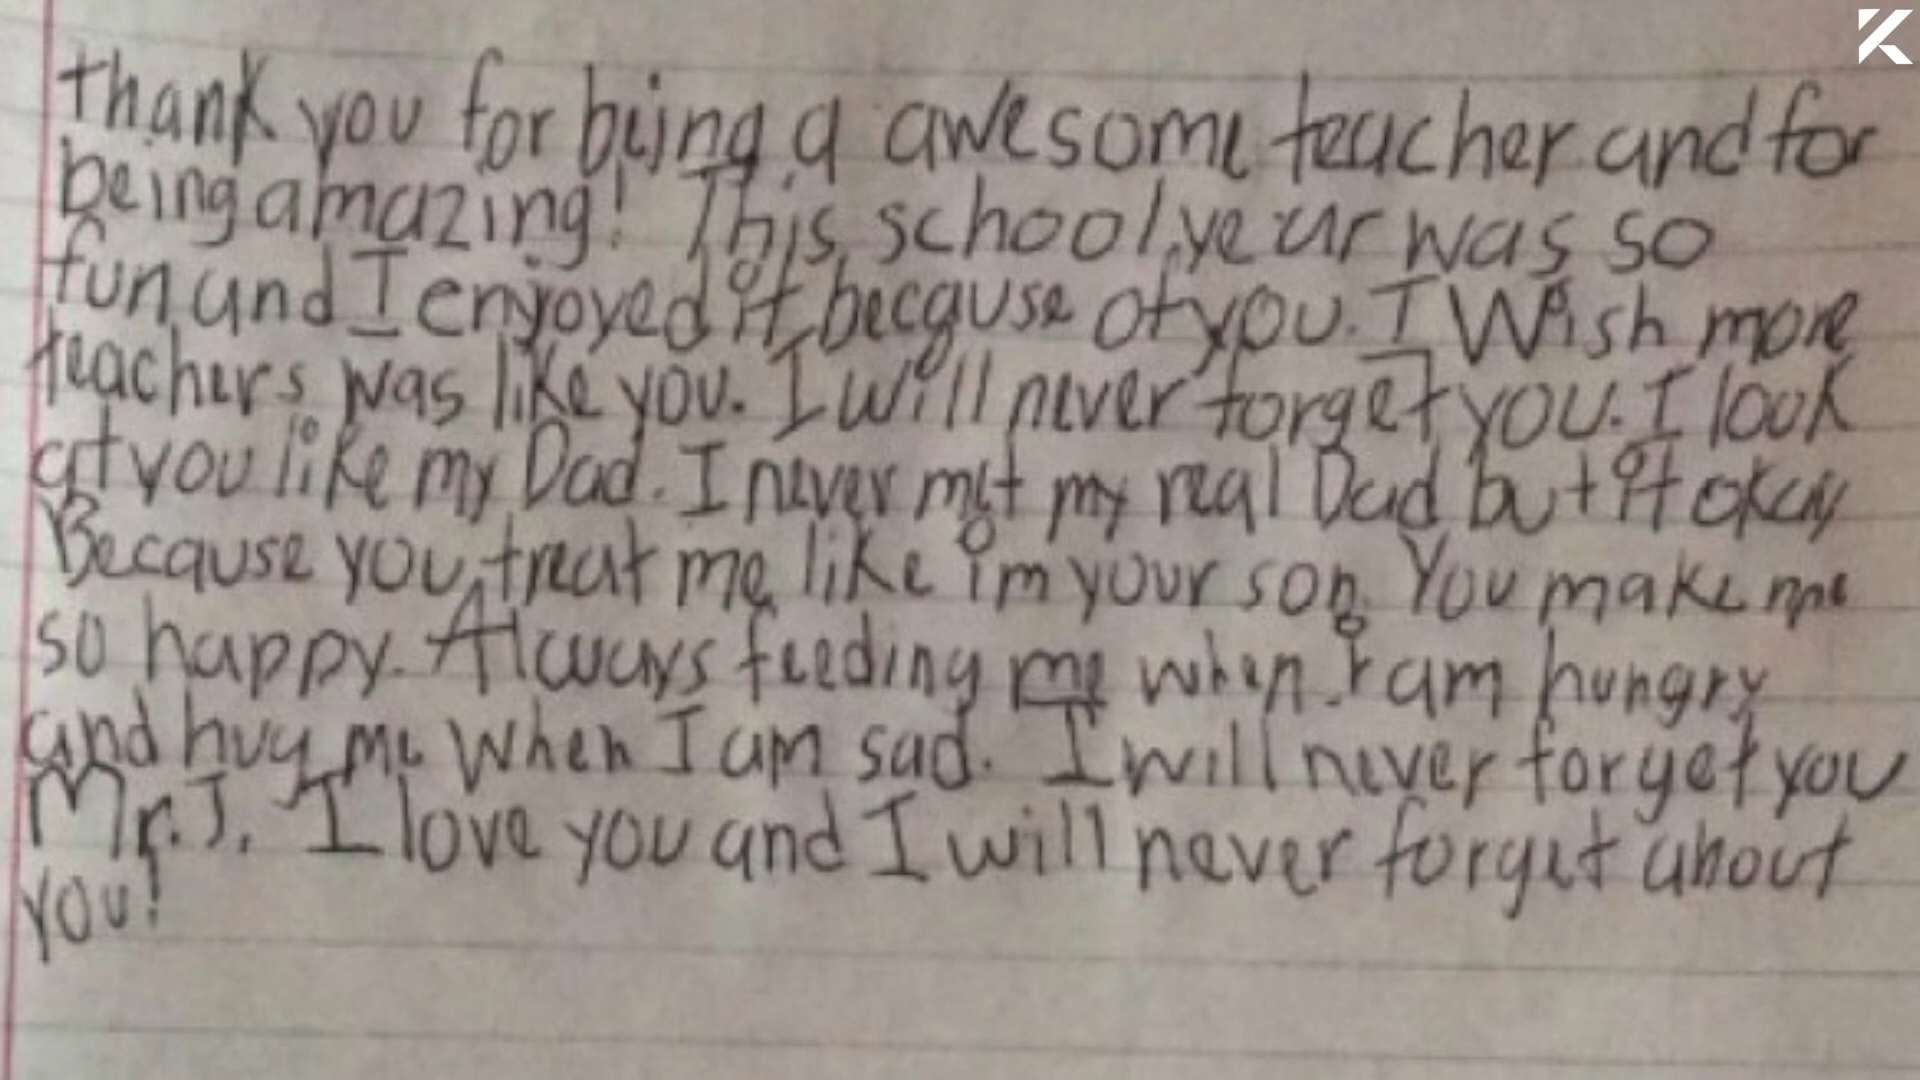 Thank you for being a awesome teacher and for
being amazing! This school year was so
fun and I enjoyed it because of you. I Wish more
teachers was like you. I will never forget you. I look
at you like my Dad. I never met my real Dad but it okay
Because you treat me like im your son. You make me
so happy. Always feeding me when I am hungry
and hug me when I am sad. I will never forget you
Mr. J. I love you and I will never forget about
you!